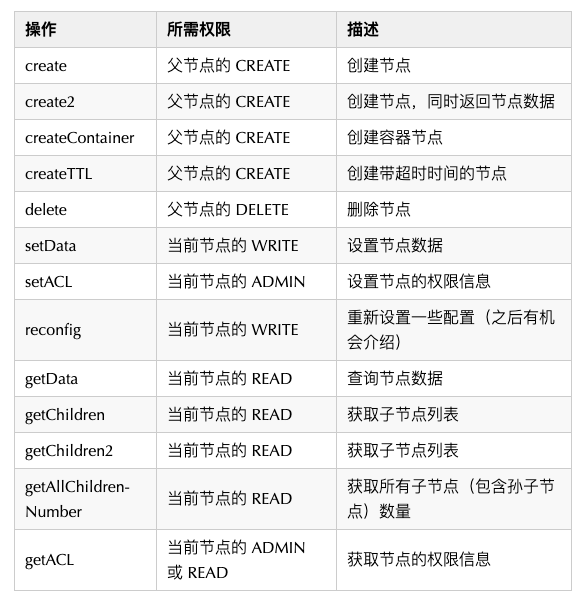 操作 所需权限 描述
create 父节点的 CREATE 创建节点
create2 父节点的 CREATE 创建节点，同时返回节点数据
createContainer 父节点的 CREATE 创建容器节点
createTTL 父节点的 CREATE 创建带超时时间的节点
delete 父节点的 DELETE 删除节点
setData 当前节点的 WRITE 设置节点数据
setACL 当前节点的 ADMIN 设置节点的权限信息
reconfig 当前节点的 WRITE 重新设置一些配置（之后有机
会介绍）
getData 当前节点的 READ 查询节点数据
getChildren 当前节点的 READ 获取子节点列表
getChildren2 当前节点的 READ 获取子节点列表
getAllChildren-
Number 当前节点的 READ 获取所有子节点（包含孙子节
点）数量
getACL 当前节点的 ADMIN
或 READ 获取节点的权限信息